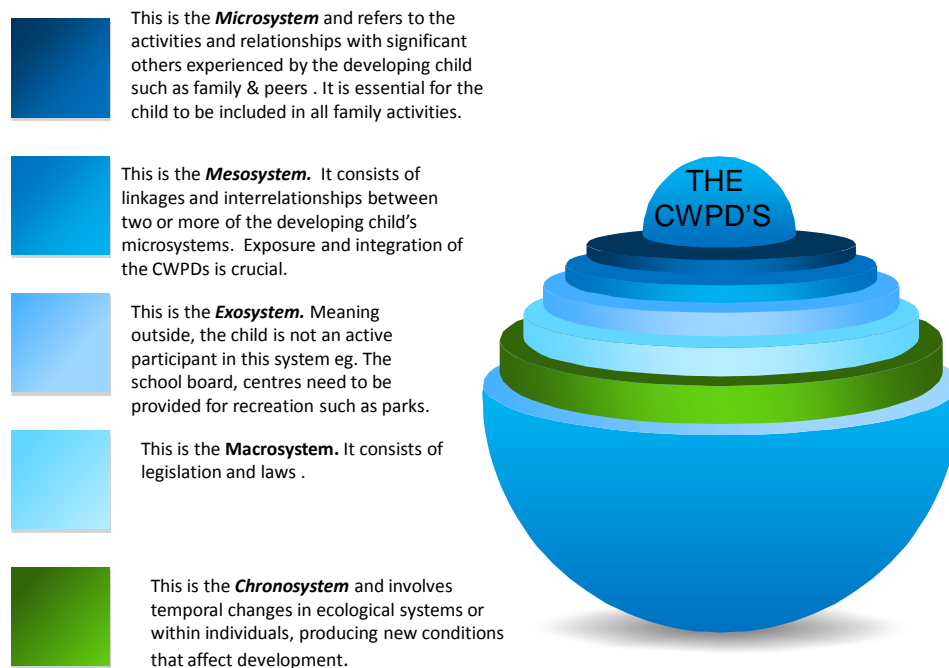 This is the Microsystem and refers to the
activities and relationships with significant
others experienced by the developing child
such as family & peers . It is essential for the
child to be included in all family activities.
This is the Mesosystem. It consists of
linkages and interrelationships between
two or more of the developing child's
microsystems. Exposure and integration of
the CWPDs is crucial.
This is the Exosystem. Meaning
outside, the child is not an active
participant in this system eg. The
school board, centres need to be
provided for recreation such as parks.
This is the Macrosystem. It consists of
legislation and laws .
This is the Chronosystem and involves
temporal changes in ecological systems or
within individuals, producing new conditions
that affect development.
THE
CWPD'S